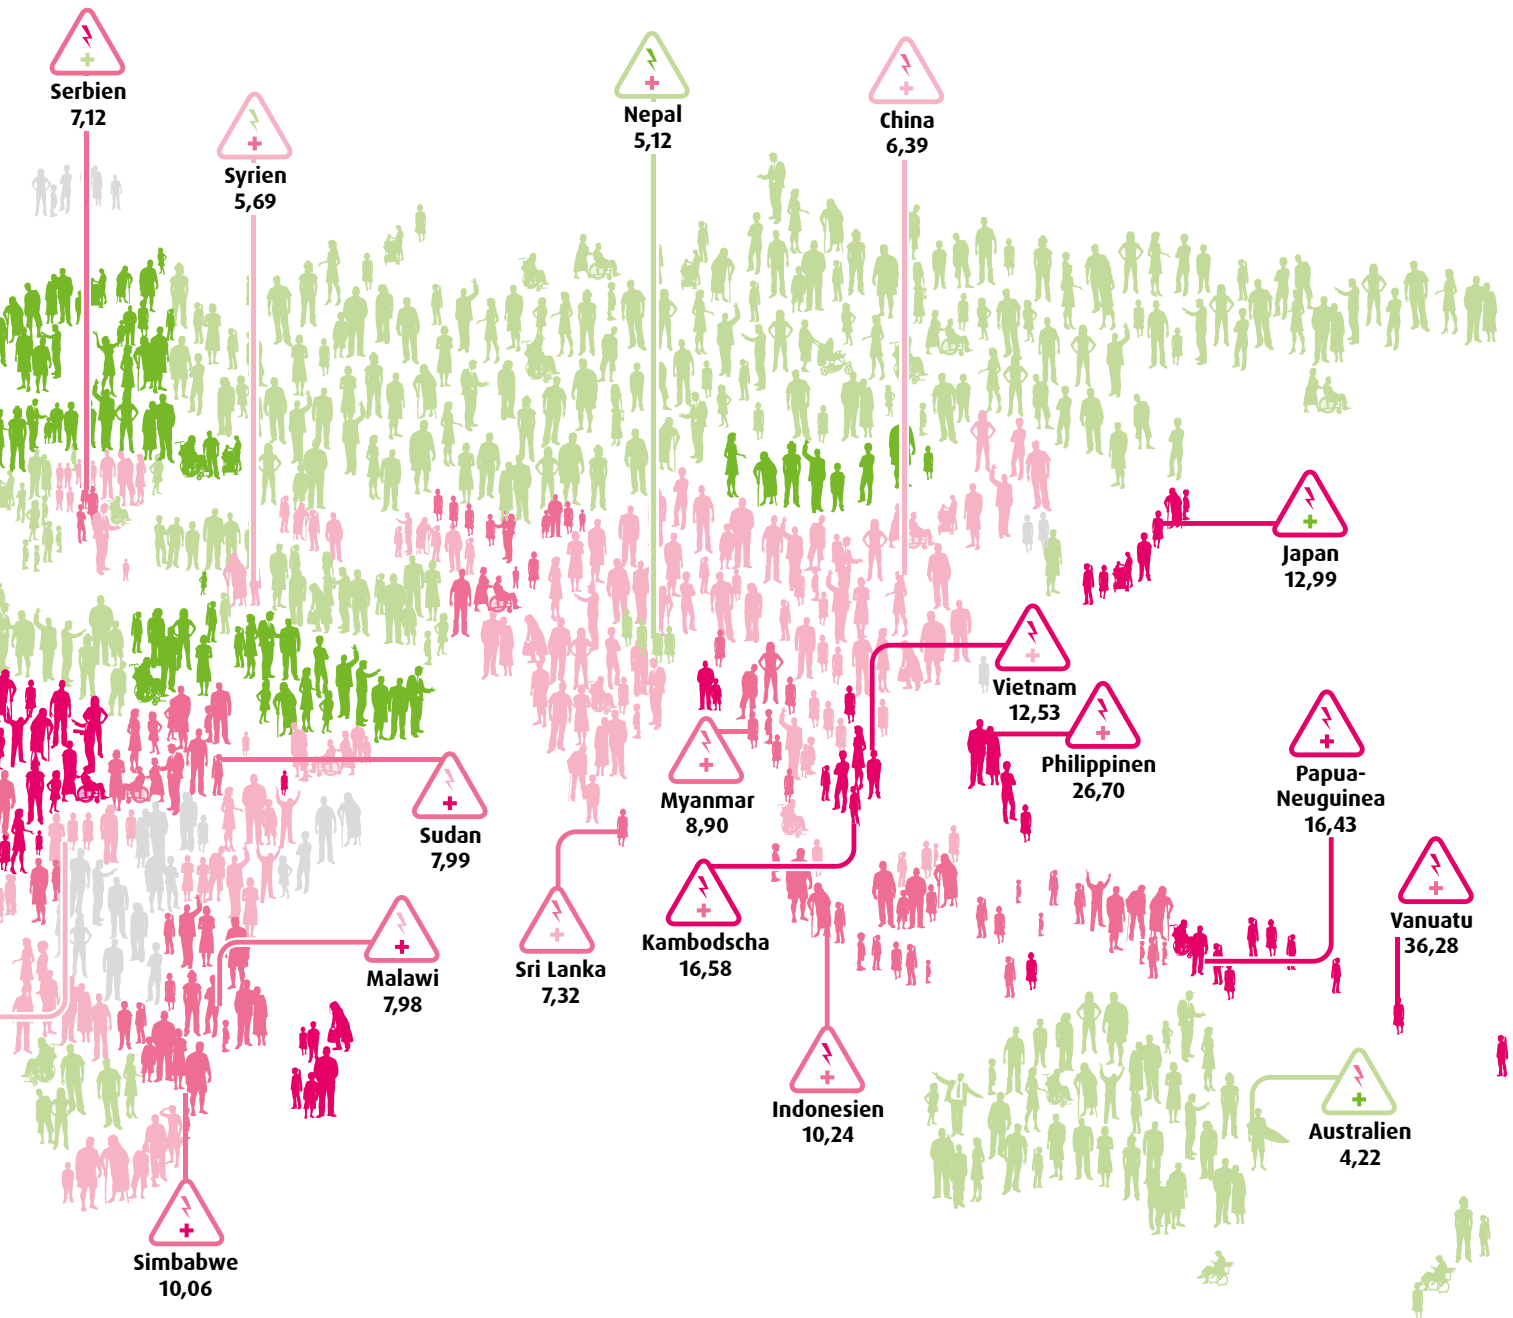 Serbien
7,12
Syrien
5,69
Nepal
5,12
China
6,39
Japan
12,99
Vietnam
12,53
Philippinen
26,70
Papua-
Neuguinea
16,43
Myanmar
8,90
Sudan
7,99
Vanuatu
36,28
Kambodscha
16,58
Sri Lanka
7,32
Malawi
7,98
Indonesien
10,24
Australien
4,22
Simbabwe
10,06